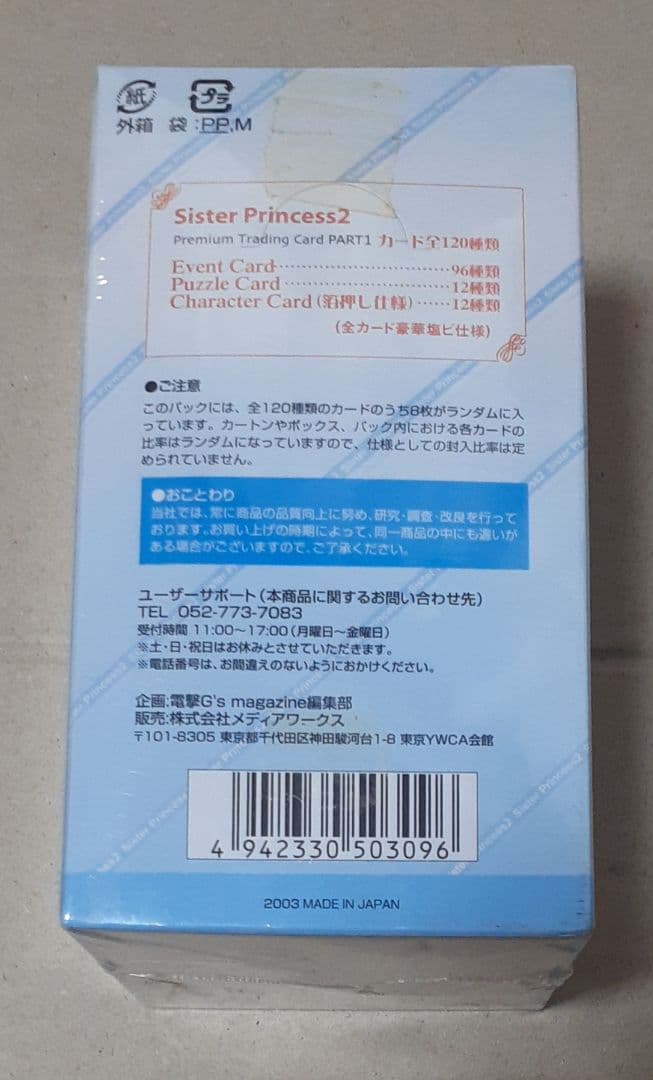 紙 プラ
外箱 袋:PP,M
Sister Princess2
Premium Trading Card PART1 カード全120種類
Event Card・・・・・・・・・・・・・・・・・・・・・・・・・・・・96種類
Puzzle Card・・・・・・・・・・・・・・・・・・・・・・・・・・・12種類
Character Card(箔押し仕様)・・・・・・12種類
(全カード豪華塩ビ仕様)
●ご注意
このパックには、全120種類のカードのうち8枚がランダムに入
っています。カートンやボックス、パック内における各カードの
比率はランダムになっていますので、仕様としての封入比率は定
められていません。
●おことわり
当社では、常に商品の品質向上に努め、研究・調査・改良を行って
おります。お買い上げの時期によって、同一商品の中にも違いが
ある場合がございますので、ご了承ください。
ユーザーサポート(本商品に関するお問い合わせ先)
TEL 052-773-7083
受付時間 11:00〜17:00(月曜日〜金曜日)
※土・日・祝日はお休みとさせていただきます。
※電話番号は、お間違えのないようにおかけください。
企画:電撃G's magazine編集部
販売:株式会社メディアワークス
〒101-8305 東京都千代田区神田駿河台1-8 東京YWCA会館
4 942330 503096
2003 MADE IN JAPAN